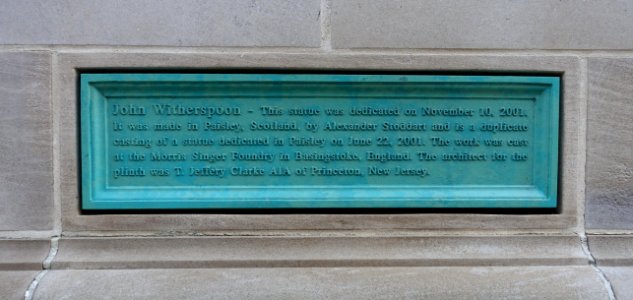 John Witherspoon – This statue was dedicated on November 10, 2001.
It was made in Paisley, Scotland, by Alexander Stoddart and is a duplicate
casting of a statue dedicated in Paisley on June 22, 2001. The work was cast
at the Morris Singer Foundry in Basingstoke, England. The architect for the
plinth was T. Jeffery Clarke AIA of Princeton, New Jersey.